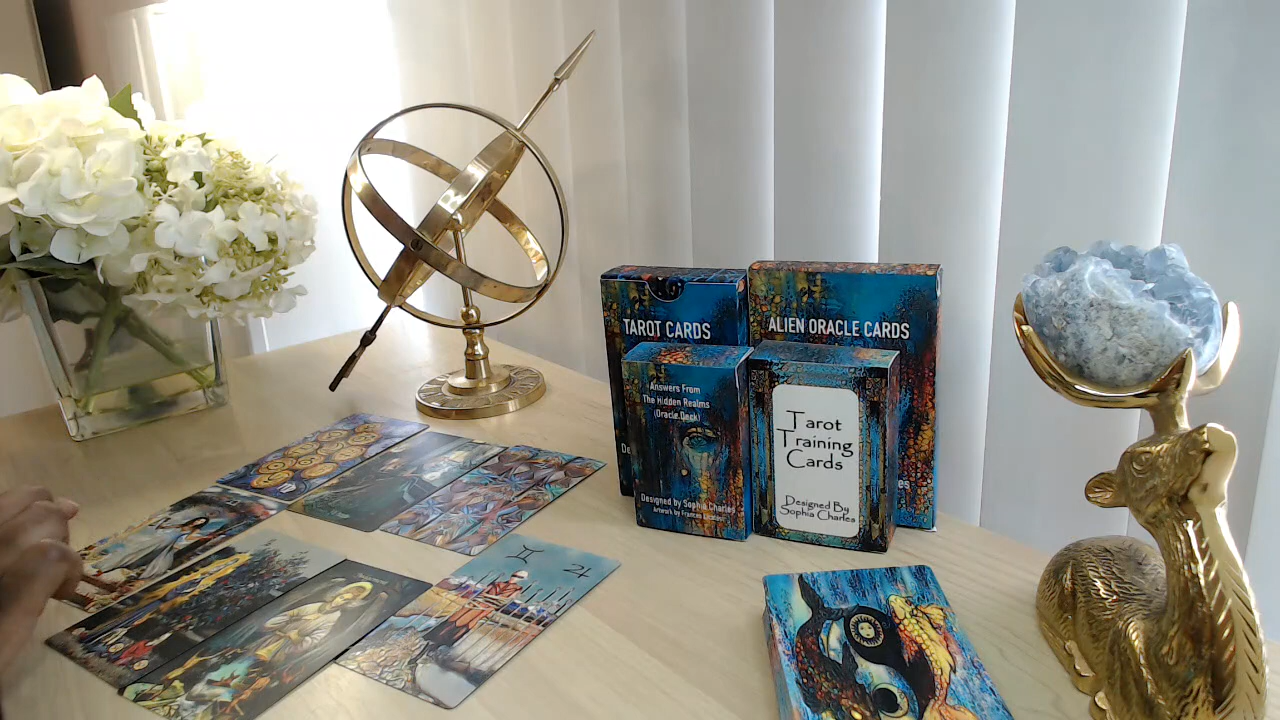 TAROT CARDS
ALIEN ORACLE CARDS
Answers From
The Hidden Realms
(Oracle Deck)
Designed by Sophia Charles
Tarot
Training
Cards
Designed By
Sophia Charles